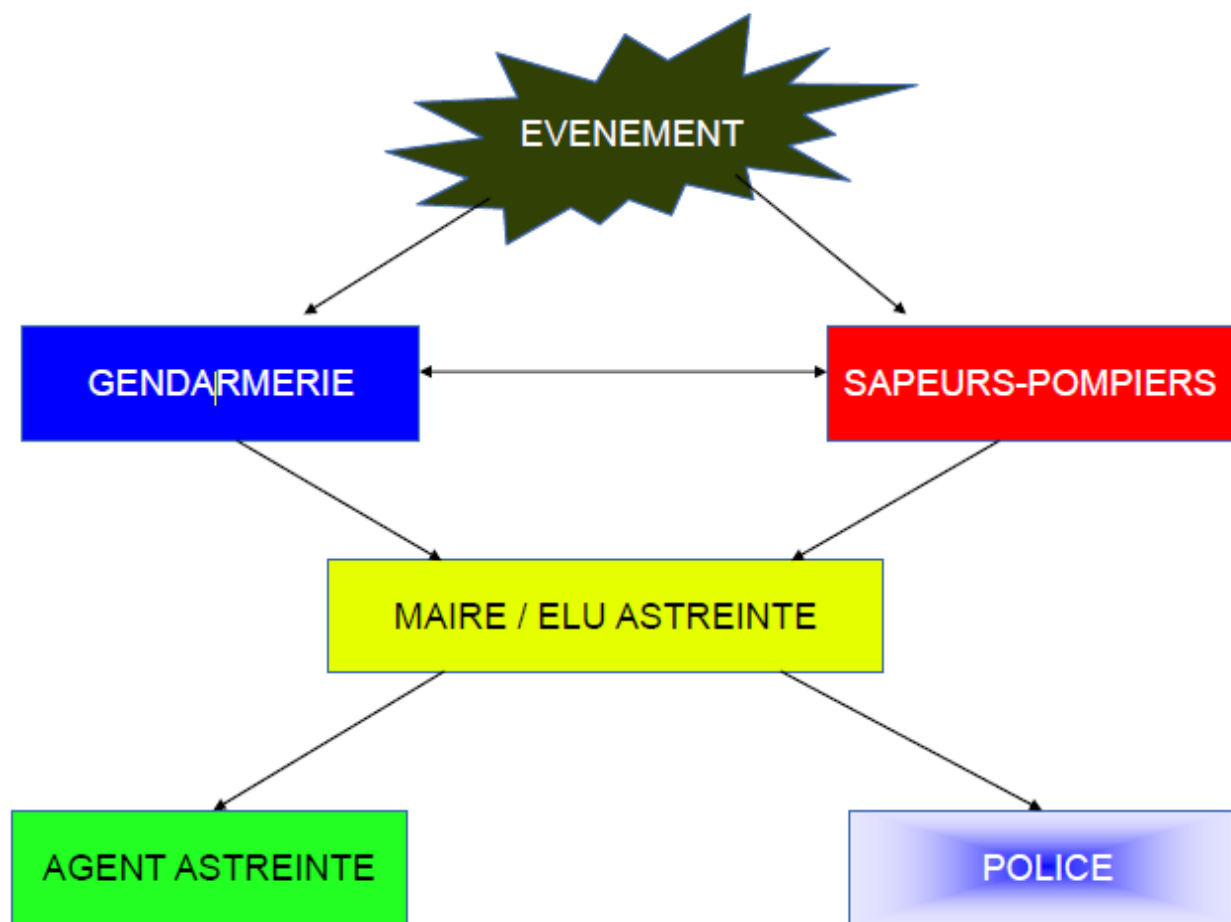 EVENEMENT
GENDARMERIE
SAPEURS-POMPIERS
MAIRE / ELU ASTREINTE
AGENT ASTREINTE
POLICE